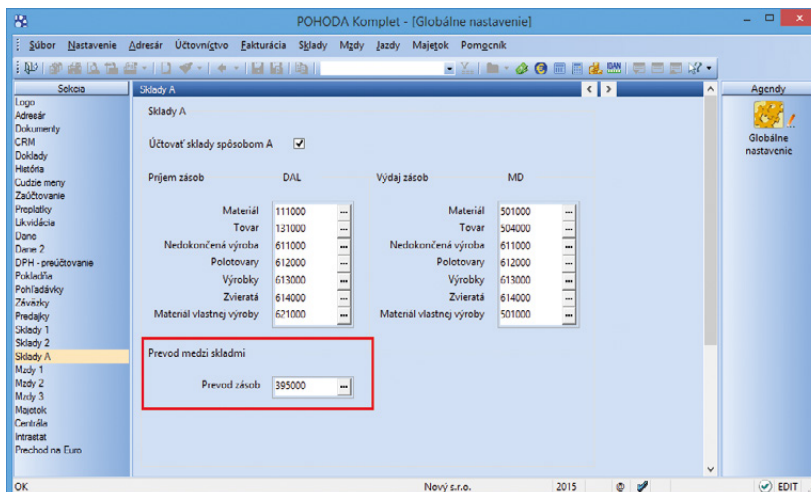 POHODA Komplet - [Globálne nastavenie]
Súbor Nastavenie Adresár Účtovníctvo Fakturácia Sklady Mzdy Jazdy Majetok Pomocník
IBAN
Sekcia
Logo
Adresár
Dokumenty
CRM
Doklady
História
Cudzie meny
Zaúčtovanie
Preplatky
Likvidácia
Dane
Dane 2
DPH - preúčtovanie
Pokladňa
Pohľadávky
Záväzky
Predajky
Sklady 1
Sklady 2
Sklady A
Mzdy 1
Mzdy 2
Mzdy 3
Majetok
Centrála
Intrastat
Prechod na Euro
Sklady A
Sklady A
Účtovať sklady spôsobom A
Príjem zásob DAL Výdaj zásob MD
Materiál 111000 ... Materiál 501000 ...
Tovar 131000 ... Tovar 504000 ...
Nedokončená výroba 611000 ... Nedokončená výroba 611000 ...
Polotovary 612000 ... Polotovary 612000 ...
Výrobky 613000 ... Výrobky 613000 ...
Zvieratá 614000 ... Zvieratá 614000 ...
Materiál vlastnej výroby 621000 ... Materiál vlastnej výroby 501000 ...
Prevod medzi skladmi
Prevod zásob 395000 ...
Agendy
Globálne
nastavenie
OK Nový s.r.o. 2015 @ EDIT